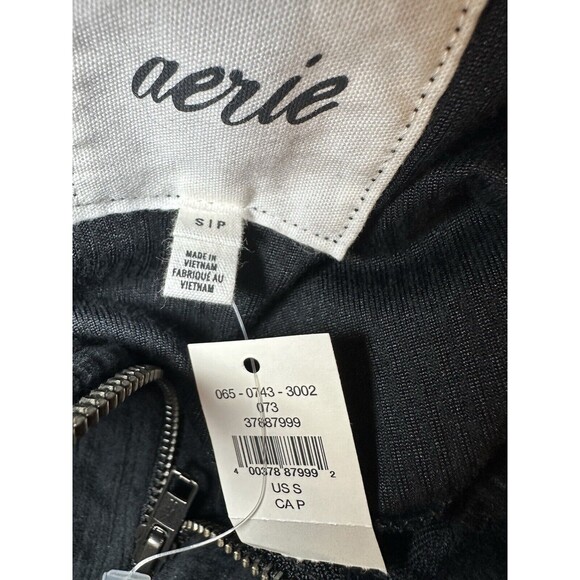 aerie
S|P
MADE IN
VIETNAM
FABRIQUÉ AU
VIETNAM
065 - 0743 - 3002
073
37887999
4 00378 87999 2
US S
CA P